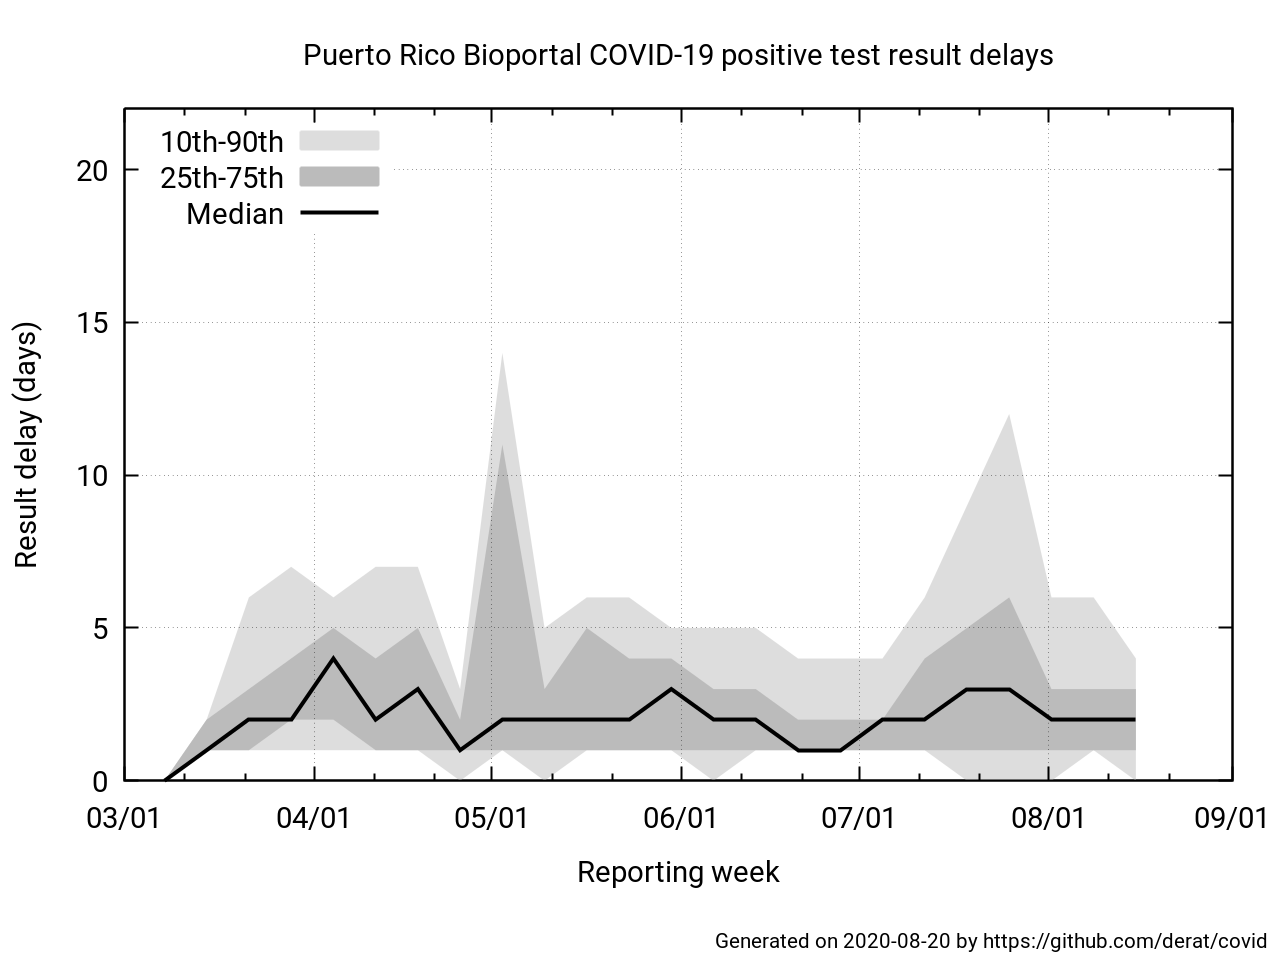 Puerto Rico Bioportal COVID-19 positive test result delays
10th-90th
25th-75th
Median
20
15
10
5
0
Result delay (days)
03/01 04/01 05/01 06/01 07/01 08/01 09/01
Reporting week
Generated on 2020-08-20 by https://github.com/derat/covid